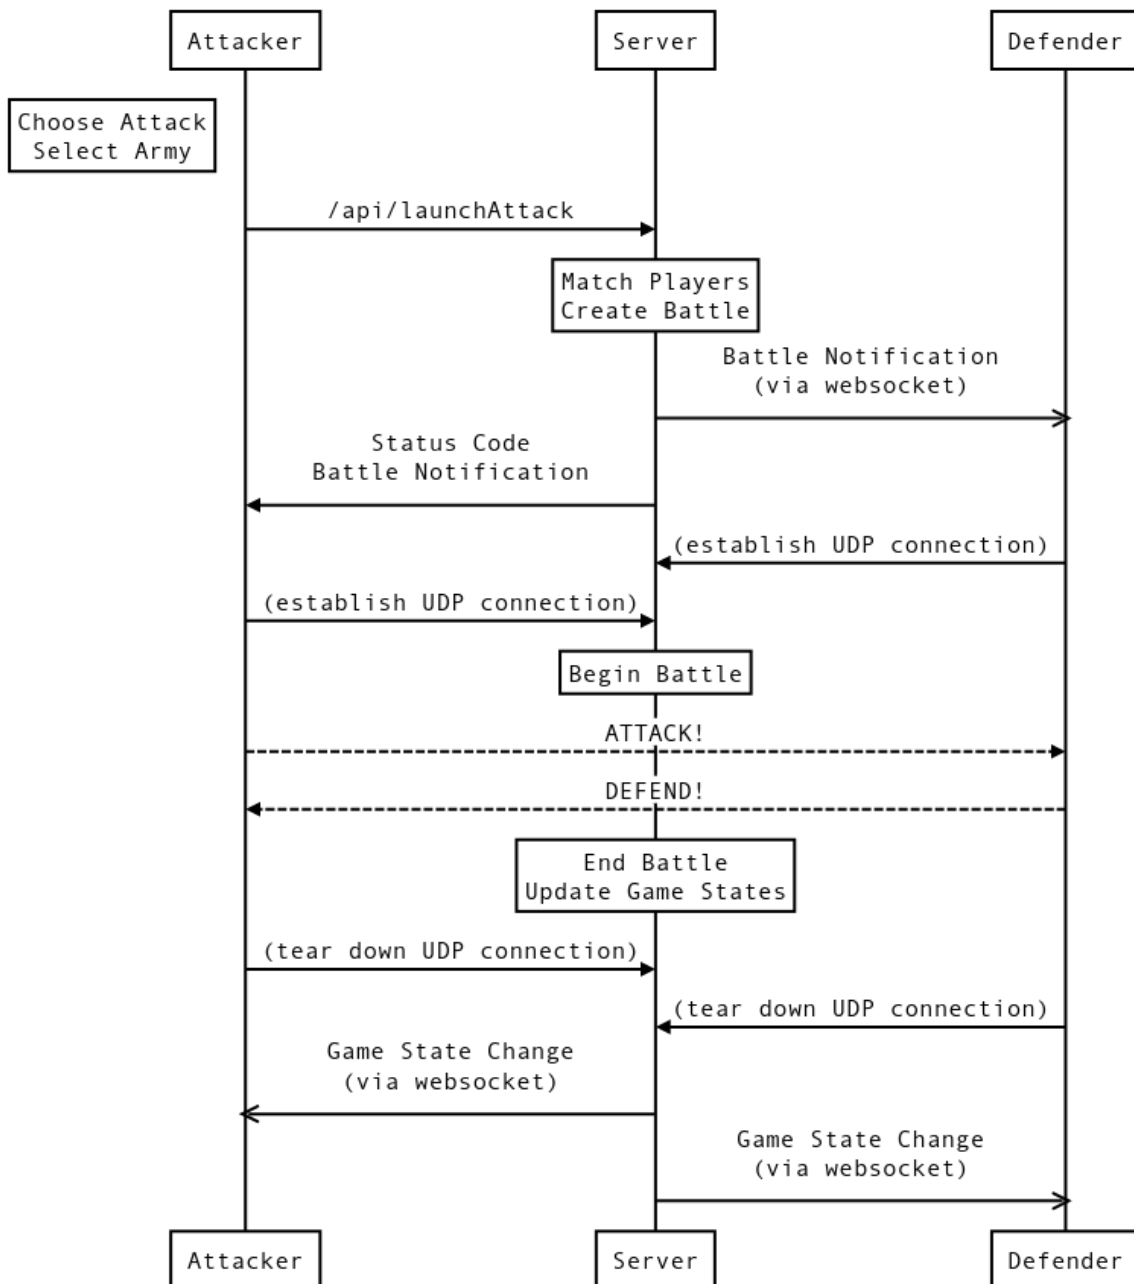 Attacker
Server
Defender
Choose Attack
Select Army
/api/launchAttack
Match Players
Create Battle
Battle Notification
(via websocket)
Status Code
Battle Notification
(establish UDP connection)
(establish UDP connection)
Begin Battle
ATTACK!
DEFEND!
End Battle
Update Game States
(tear down UDP connection)
(tear down UDP connection)
Game State Change
(via websocket)
Game State Change
(via websocket)
Attacker
Server
Defender